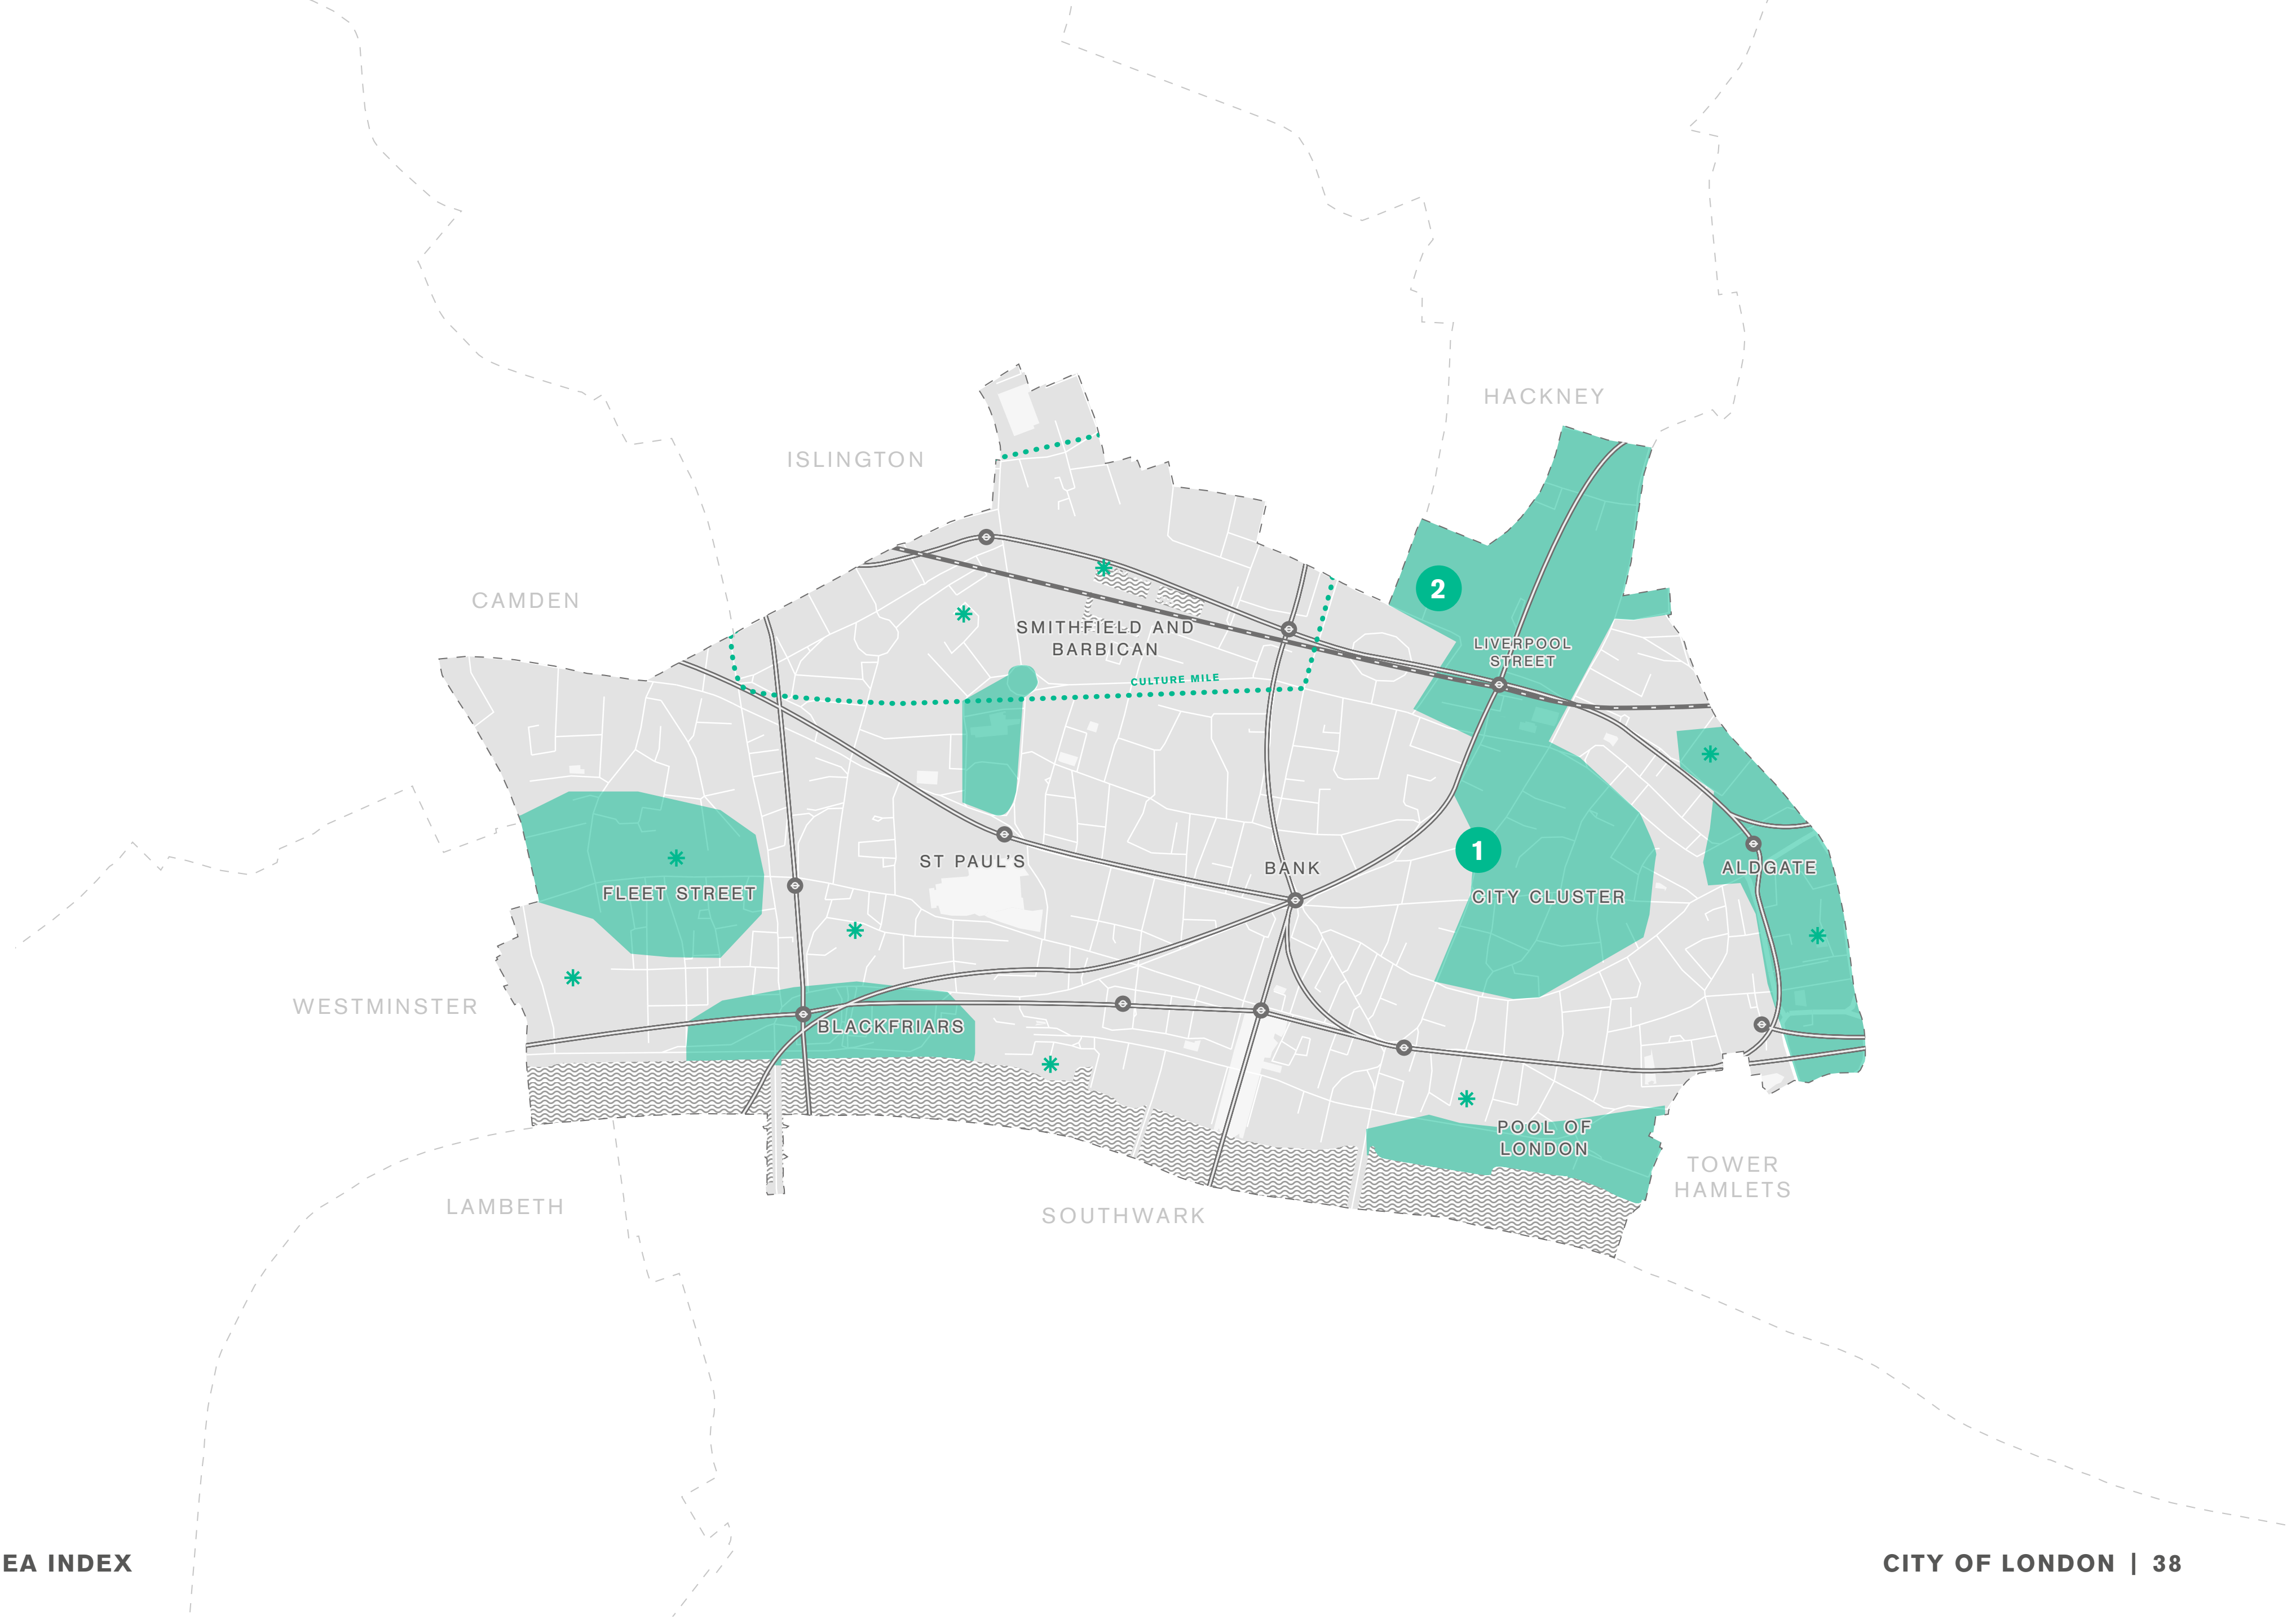 HACKNEY
ISLINGTON
2
CAMDEN
SMITHFIELD AND
BARBICAN
LIVERPOOL
STREET
CULTURE MILE
1
ST PAUL'S
BANK
ALDGATE
FLEET STREET
CITY CLUSTER
WESTMINSTER
BLACKFRIARS
POOL OF
LONDON
TOWER
HAMLETS
LAMBETH
SOUTHWARK
EA INDEX
CITY OF LONDON | 38